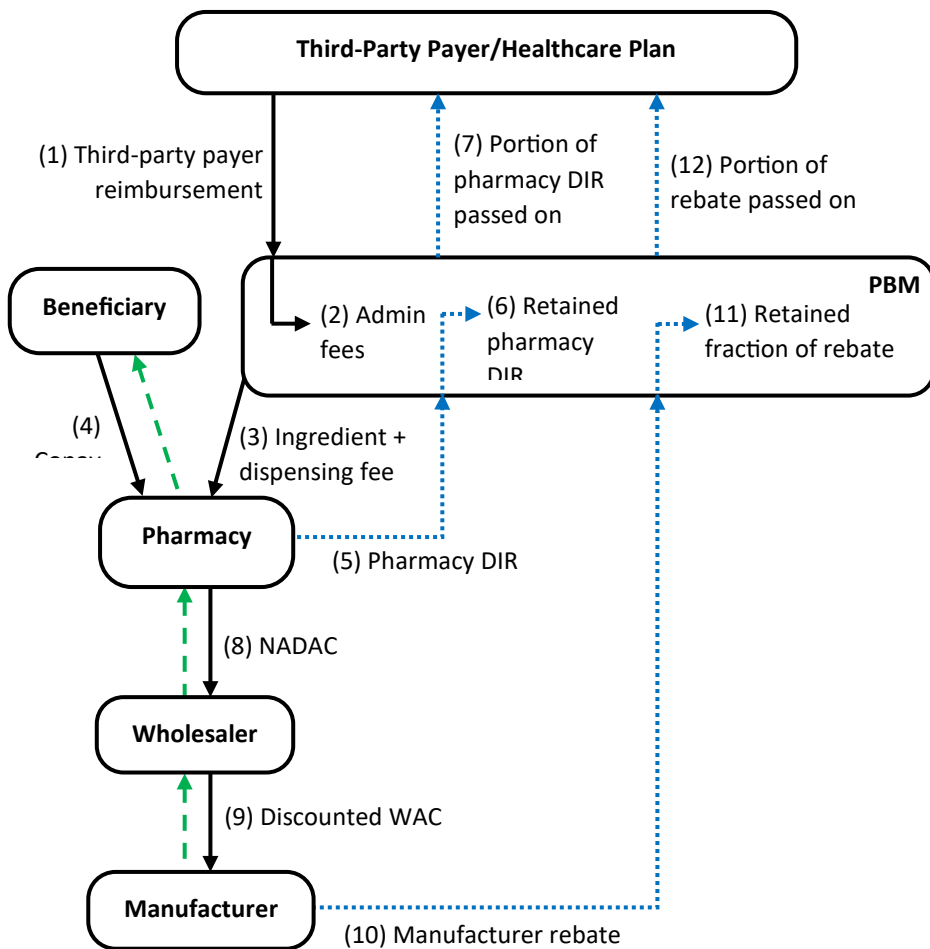 Third-Party Payer/Healthcare Plan
(1) Third-party payer
reimbursement
(7) Portion of
pharmacy DIR
passed on
(12) Portion of
rebate passed on
PBM
Beneficiary
(2) Admin
fees
(6) Retained
pharmacy
DIR
(11) Retained
fraction of rebate
(4)
(3) Ingredient +
dispensing fee
Pharmacy
(5) Pharmacy DIR
(8) NADAC
Wholesaler
(9) Discounted WAC
Manufacturer
(10) Manufacturer rebate